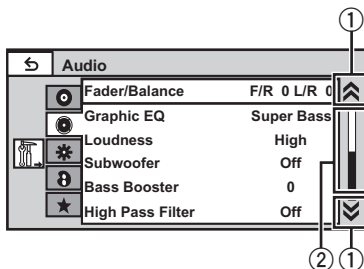 ①
Audio
Fader/Balance F/R 0 L/R 0
Graphic EQ Super Bass
Loudness High
Subwoofer Off
Bass Booster 0
High Pass Filter Off
② ①